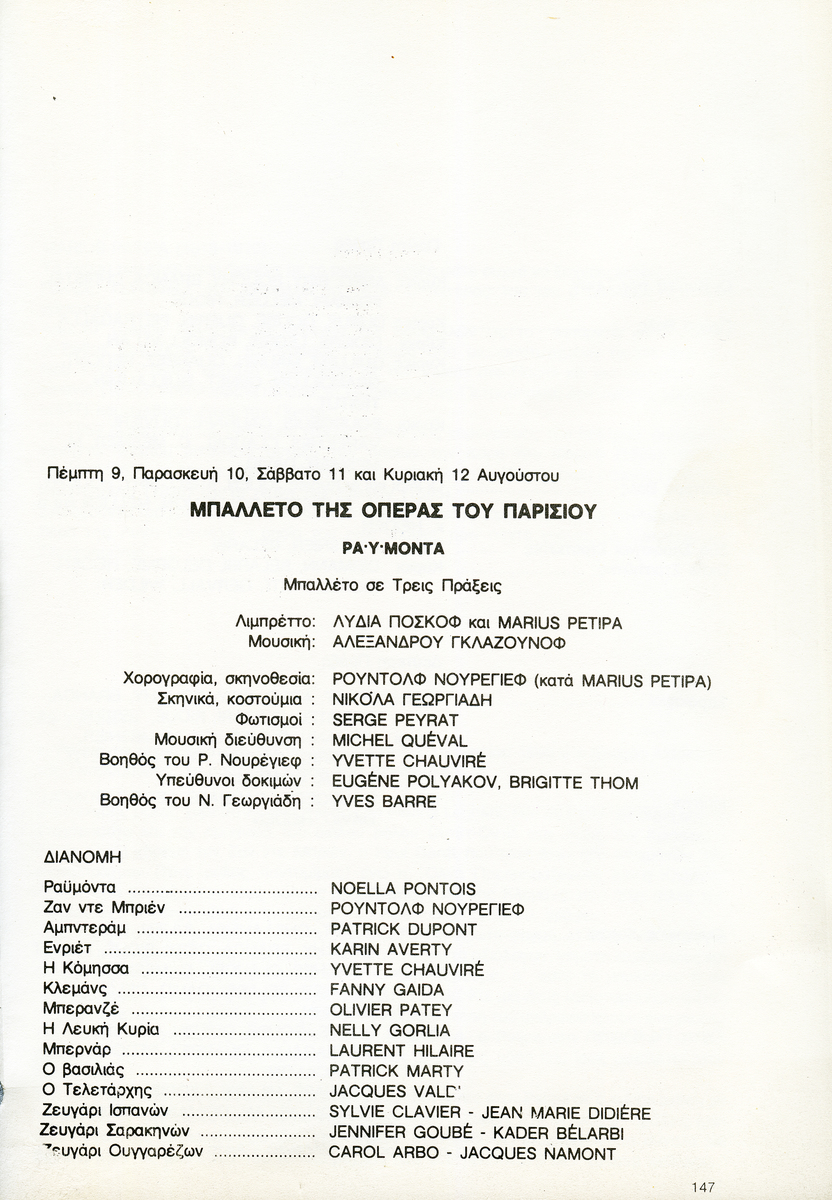 Πέμπτη 9, Παρασκευή 10, Σάββατο 11 και Κυριακή 12 Αυγούστου
ΜΠΑΛΛΕΤΟ ΤΗΣ ΟΠΕΡΑΣ ΤΟΥ ΠΑΡΙΣΙΟΥ
ΡΑ·Υ·ΜΟΝΤΑ
Μπαλλέτο σε Τρεις Πράξεις
Λιμπρέττο: ΛΥΔΙΑ ΠΟΣΚΟΦ και MARIUS PETIPA
Μουσική: ΑΛΕΞΑΝΔΡΟΥ ΓΚΛΑΖΟΥΝΟΦ
Χορογραφία, σκηνοθεσία: ΡΟΥΝΤΟΛΦ ΝΟΥΡΕΓΙΕΦ (κατά MARIUS PETIPA)
Σκηνικά, κοστούμια : ΝΙΚΟΛΑ ΓΕΩΡΓΙΑΔΗ
Φωτισμοί : SERGE PEYRAT
Μουσική διεύθυνση : MICHEL QUÉVAL
Βοηθός του Ρ. Νουρέγιεφ : YVETTE CHAUVIRÉ
Υπεύθυνοι δοκιμών : EUGÉNE POLYAKOV, BRIGITTE THOM
Βοηθός του Ν. Γεωργιάδη : YVES BARRE
ΔΙΑΝΟΜΗ
Ραϋμόντα ........................................ NOELLA PONTOIS
Ζαν ντε Μπριέν .............................. ΡΟΥΝΤΟΛΦ ΝΟΥΡΕΓΙΕΦ
Αμπντεράμ ...................................... PATRICK DUPONT
Ενριέτ ............................................. KARIN AVERTY
Η Κόμησσα ..................................... YVETTE CHAUVIRÉ
Κλεμάνς .......................................... FANNY GAIDA
Μπερανζέ ....................................... OLIVIER PATEY
Η Λευκή Κυρία .............................. NELLY GORLIA
Μπερνάρ ......................................... LAURENT HILAIRE
Ο βασιλιάς ...................................... PATRICK MARTY
Ο Τελετάρχης ................................ JACQUES
Ζευγάρι Ισπανών ............................ SYLVIE CLAVIER - JEAN MARIE DIDIÉRE
Ζευγάρι Σαρακηνών ........................ JENNIFER GOUBÉ - KADER BÉLARBI
Ζευγάρι Ουγγαρέζων ...................... CAROL ARBO - JACQUES NAMONT
147